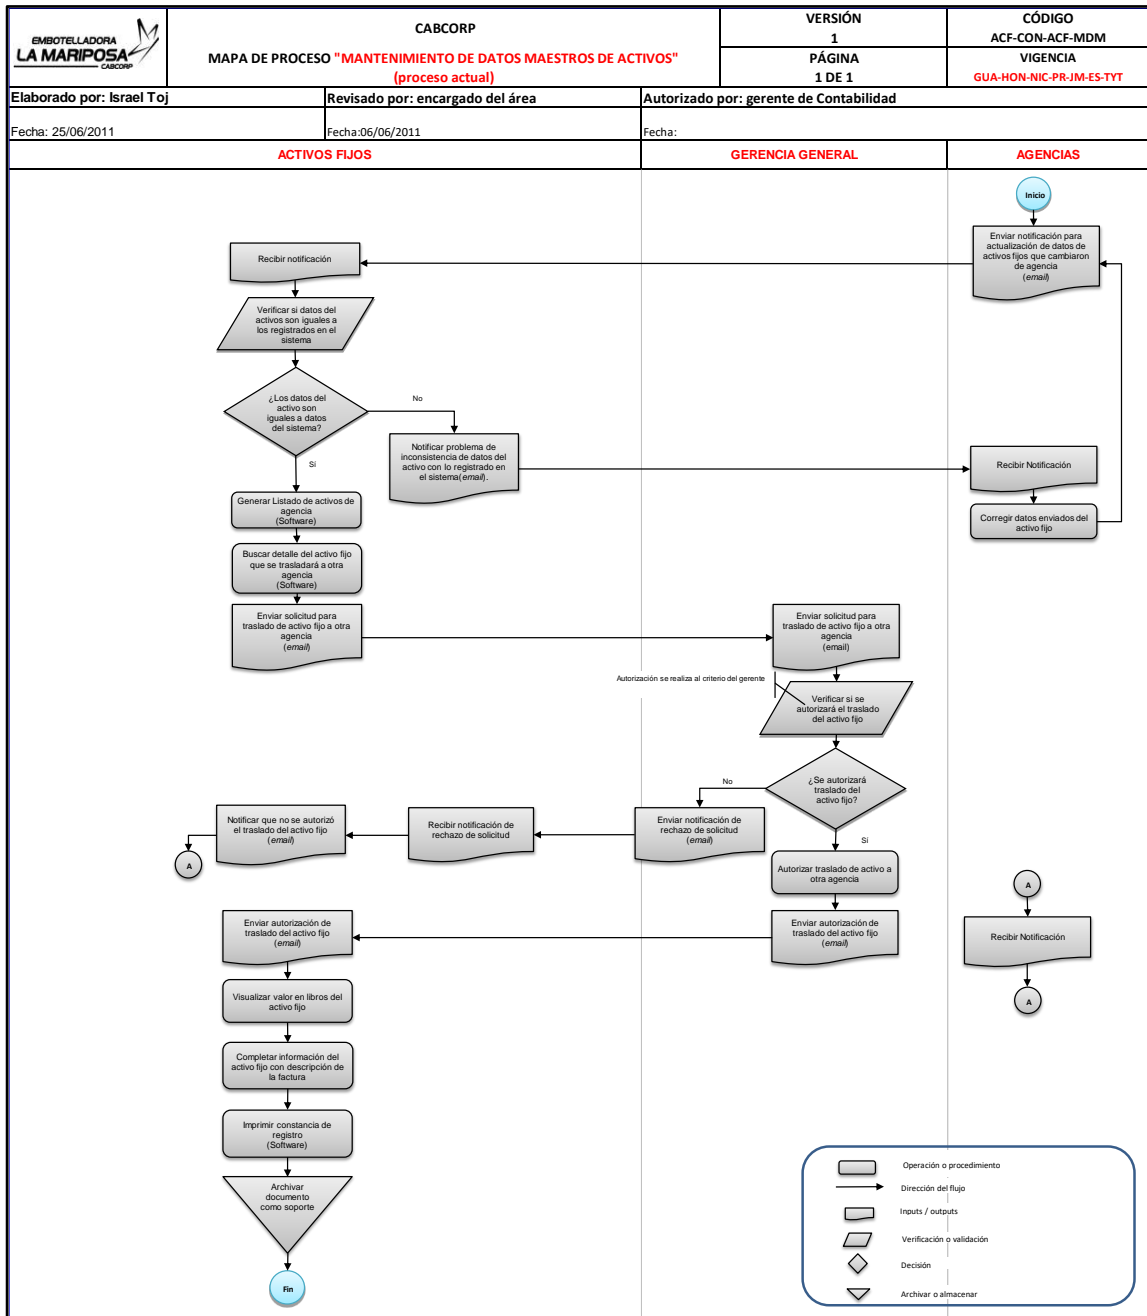 EMBOTELLADORA
LA MARIPOSA
CABCORP
CABCORP
MAPA DE PROCESO "MANTENIMIENTO DE DATOS MAESTROS DE ACTIVOS"
(proceso actual)
VERSIÓN
1
PÁGINA
1 DE 1
CÓDIGO
ACF-CON-ACF-MDM
VIGENCIA
GUA-HON-NIC-PR-JM-ES-TYT
Elaborado por: Israel Toj
Revisado por: encargado del área
Autorizado por: gerente de Contabilidad
Fecha: 25/06/2011
Fecha:06/06/2011
Fecha:
ACTIVOS FIJOS
GERENCIA GENERAL
AGENCIAS
Inicio
Enviar notificación para
actualización de datos de
activos fijos que cambiaron
de agencia
(email)
Recibir notificación
Verificar si datos del
activos son iguales a
los registrados en el
sistema
¿Los datos del
activo son
iguales a datos
del sistema?
No
Sí
Notificar problema de
inconsistencia de datos del
activo con lo registrado en
el sistema(email).
Recibir Notificación
Corregir datos enviados del
activo fijo
Generar Listado de activos de
agencia
(Software)
Buscar detalle del activo fijo
que se trasladará a otra
agencia
(Software)
Enviar solicitud para
traslado de activo fijo a otra
agencia
(email)
Enviar solicitud para
traslado de activo fijo a otra
agencia
(email)
Autorización se realiza al criterio del gerente
Verificar si se
autorizará el traslado
del activo fijo
¿Se autorizará
traslado del
activo fijo?
No
Sí
Enviar notificación de
rechazo de solicitud
(email)
Recibir notificación de
rechazo de solicitud
Notificar que no se autorizó
el traslado del activo fijo
(email)
A
Autorizar traslado de activo a
otra agencia
A
Enviar autorización de
traslado del activo fijo
(email)
Enviar autorización de
traslado del activo fijo
(email)
Recibir Notificación
A
Visualizar valor en libros del
activo fijo
Completar información del
activo fijo con descripción de
la factura
Imprimir constancia de
registro
(Software)
Archivar
documento
como soporte
Fin
Operación o procedimiento
Dirección del flujo
Inputs / outputs
Verificación o validación
Decisión
Archivar o almacenar